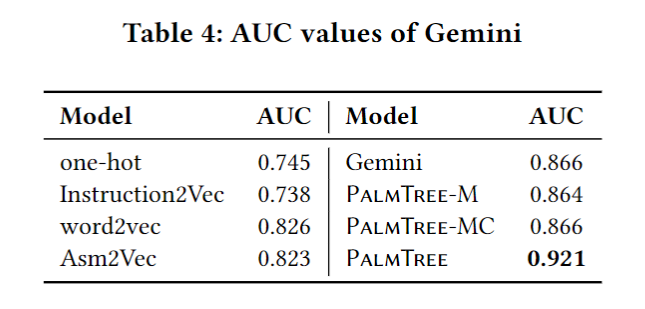 Table 4: AUC values of Gemini
Model AUC Model AUC
one-hot 0.745 Gemini 0.866
Instruction2Vec 0.738 PalmTree-M 0.864
word2vec 0.826 PalmTree-MC 0.866
Asm2Vec 0.823 PalmTree 0.921